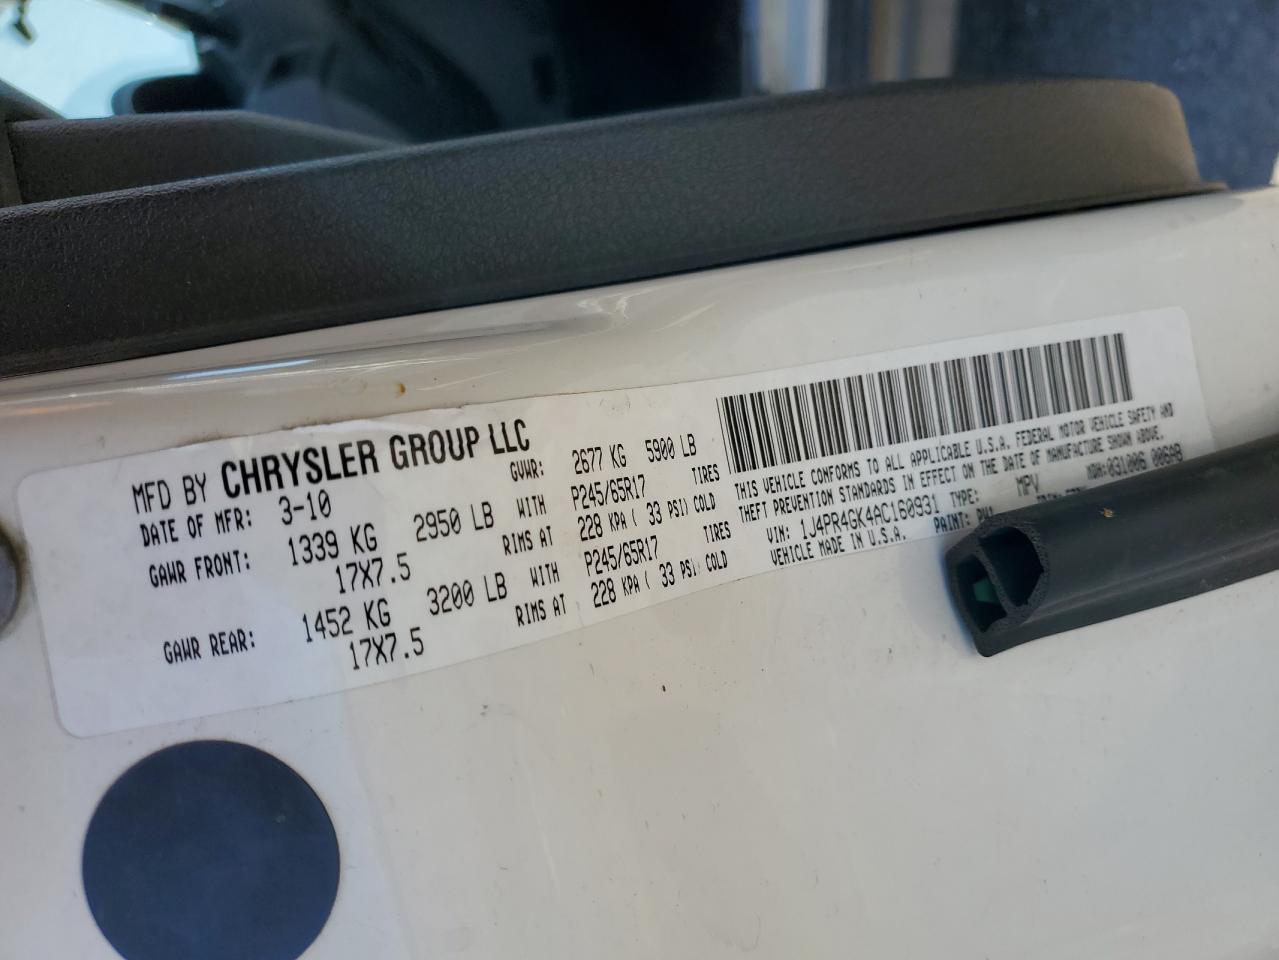 MFD BY CHRYSLER GROUP LLC
DATE OF MFR: 3-10 GVWR: 2677 KG 5900 LB
GAWR FRONT: 1339 KG 2950 LB WITH P245/65R17 TIRES
17X7.5 RIMS AT 228 KPA ( 33 PSI) COLD
GAWR REAR: 1452 KG 3200 LB WITH P245/65R17 TIRES
17X7.5 RIMS AT 228 KPA ( 33 PSI) COLD
THIS VEHICLE CONFORMS TO ALL APPLICABLE U.S.A. FEDERAL MOTOR VEHICLE SAFETY AND
THEFT PREVENTION STANDARDS IN EFFECT ON THE DATE OF MANUFACTURE SHOWN ABOVE.
VIN: 1J4PR4GK4AC160931 TYPE: MPV MDH:031006 006AB
VEHICLE MADE IN U.S.A. PAINT: